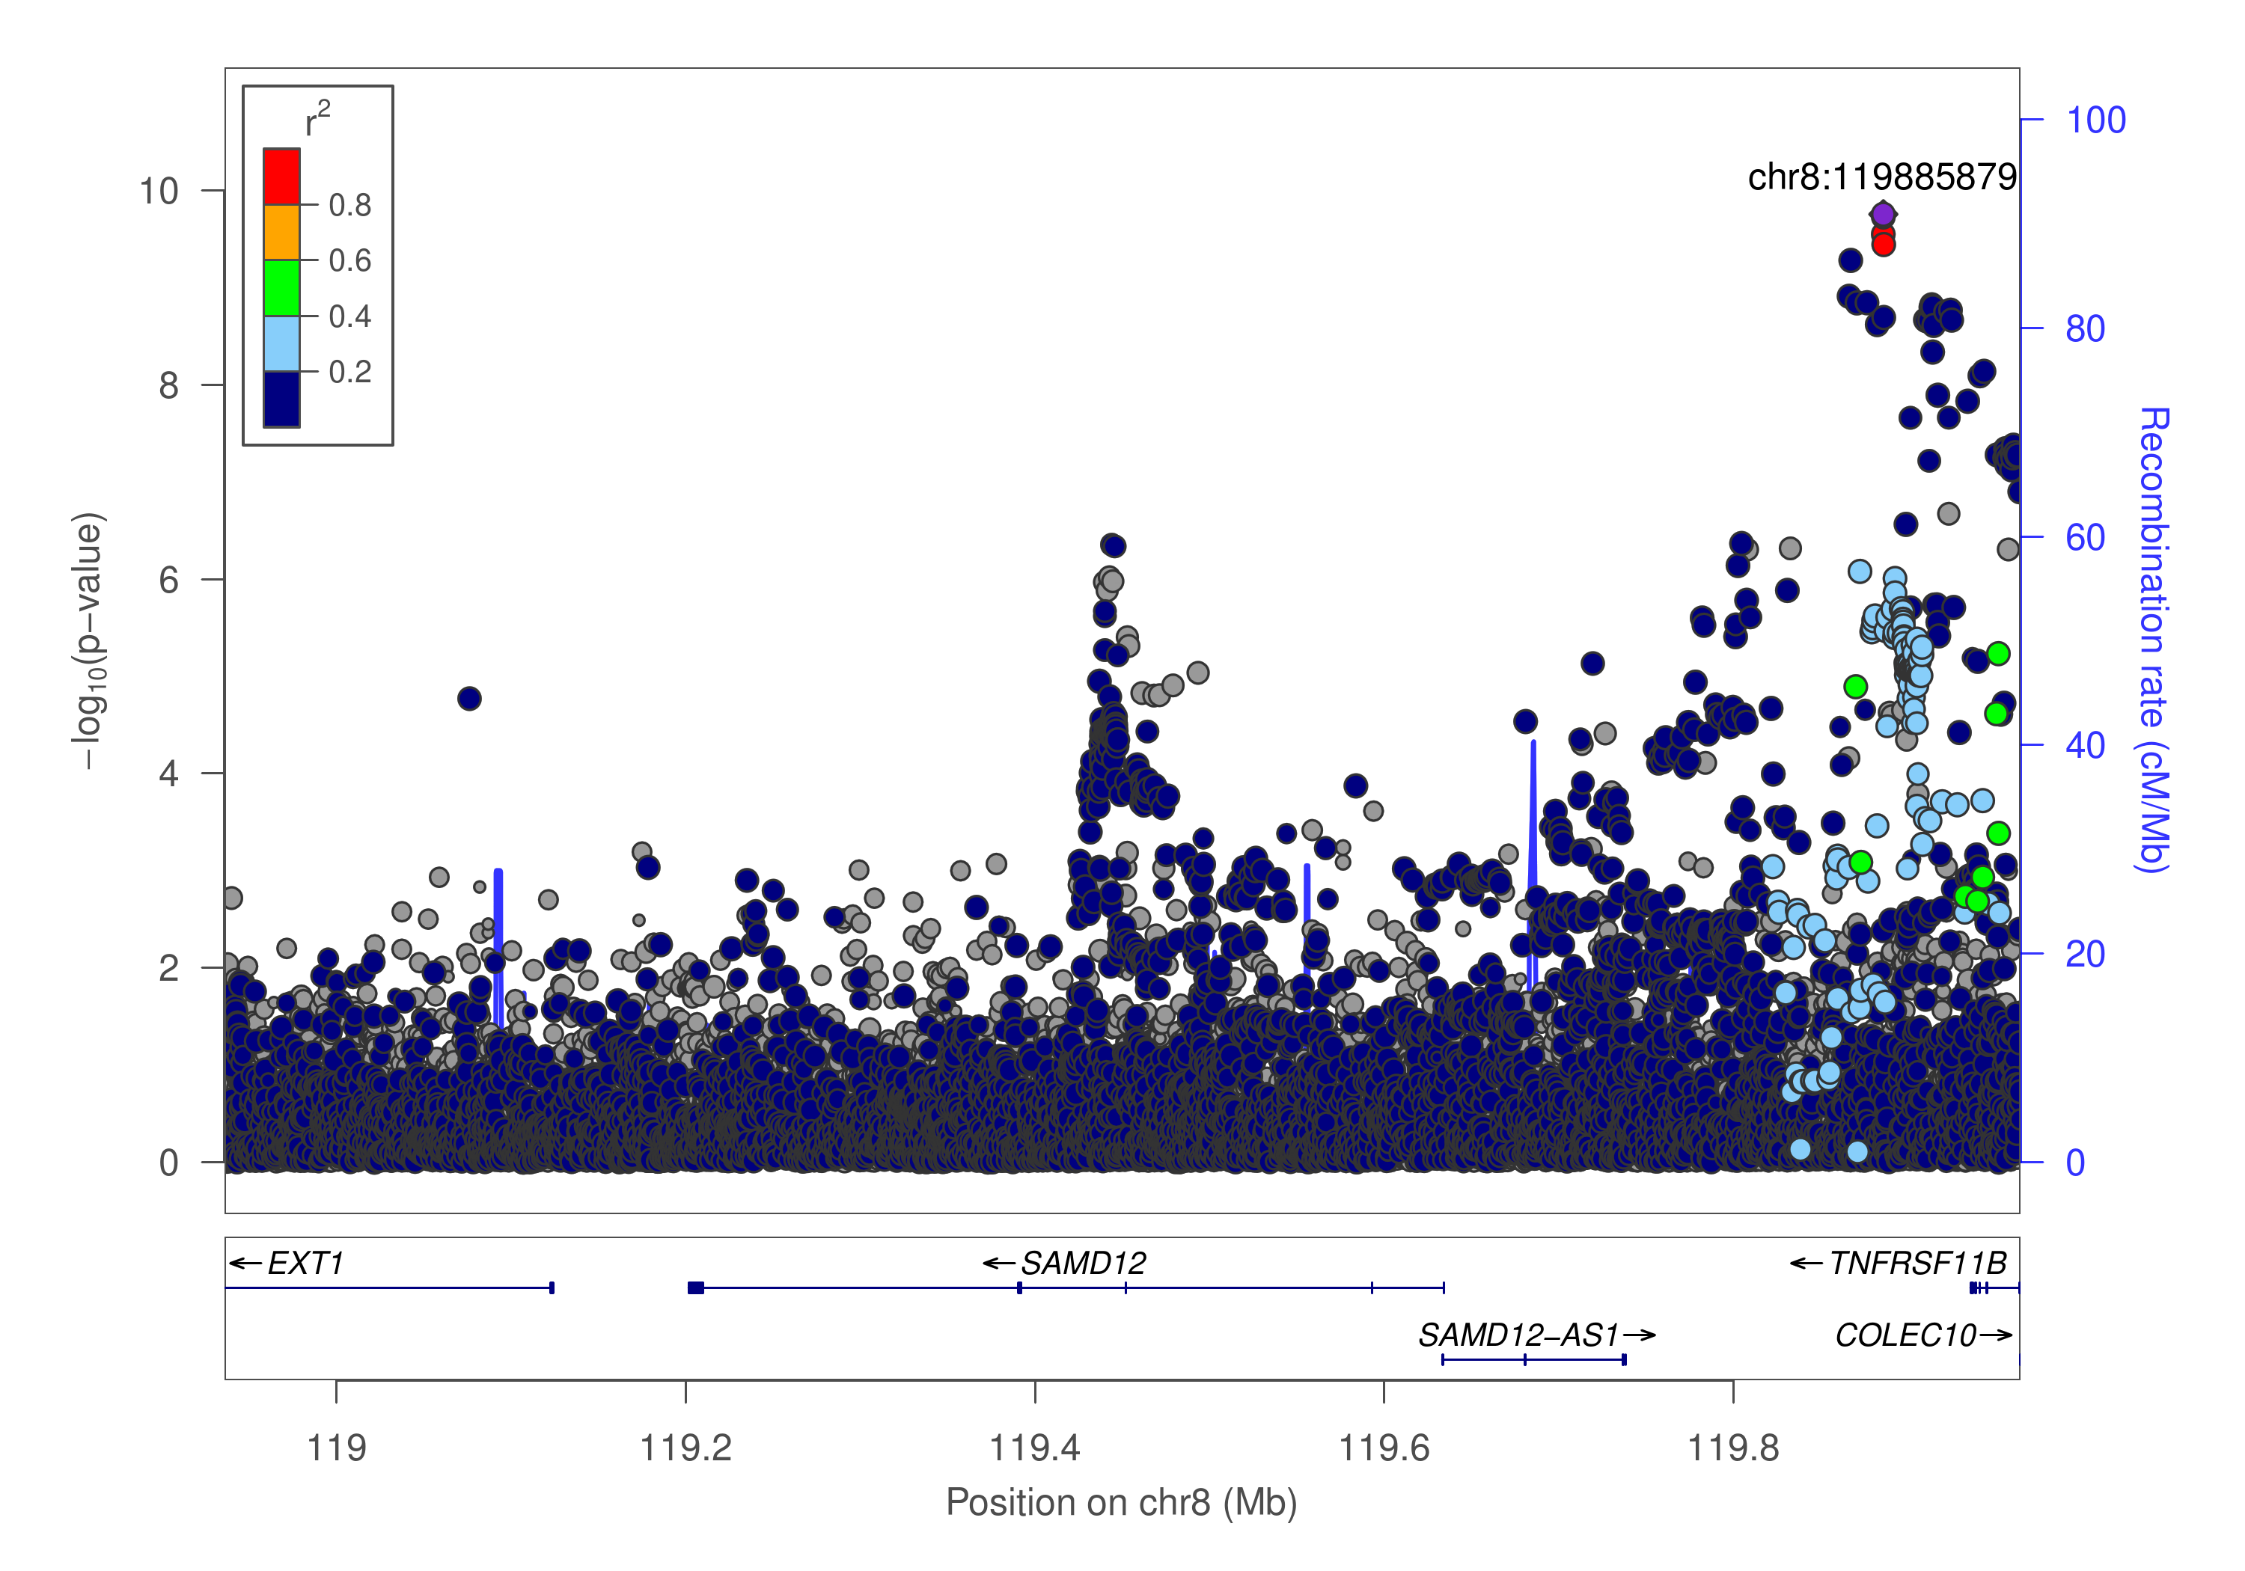 chr8:119885879
r2
0.8
0.6
0.4
0.2
10
8
6
4
2
0
−log10(p−value)
100
80
60
40
20
0
Recombination rate (cM/Mb)
←EXT1
←SAMD12
←TNFRSF11B
SAMD12−AS1→
COLEC10→
119
119.2
119.4
119.6
119.8
Position on chr8 (Mb)